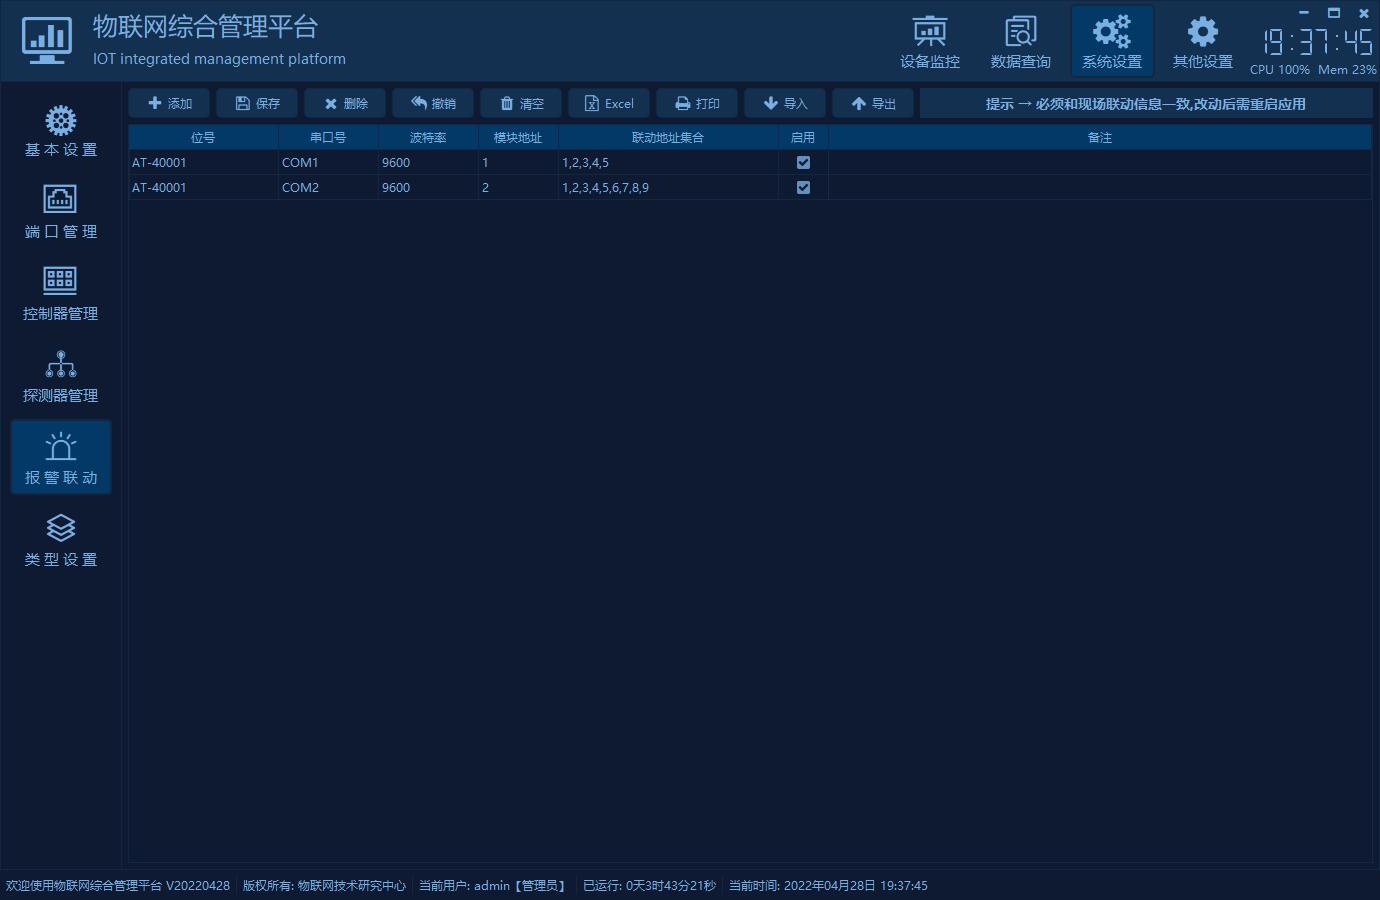 物联网综合管理平台
IOT integrated management platform
设备监控 数据查询 系统设置 其他设置
19:37:45
CPU 100% Mem 23%
添加 保存 删除 撤销 清空 Excel 打印 导入 导出 提示 → 必须和现场联动信息一致,改动后需重启应用
位号 串口号 波特率 模块地址 联动地址集合 启用 备注
AT-40001 COM1 9600 1 1,2,3,4,5
AT-40001 COM2 9600 2 1,2,3,4,5,6,7,8,9
基本设置
端口管理
控制器管理
探测器管理
报警联动
类型设置
欢迎使用物联网综合管理平台 V20220428 版权所有: 物联网技术研究中心 当前用户: admin【管理员】 已运行: 0天3时43分21秒 当前时间: 2022年04月28日 19:37:45